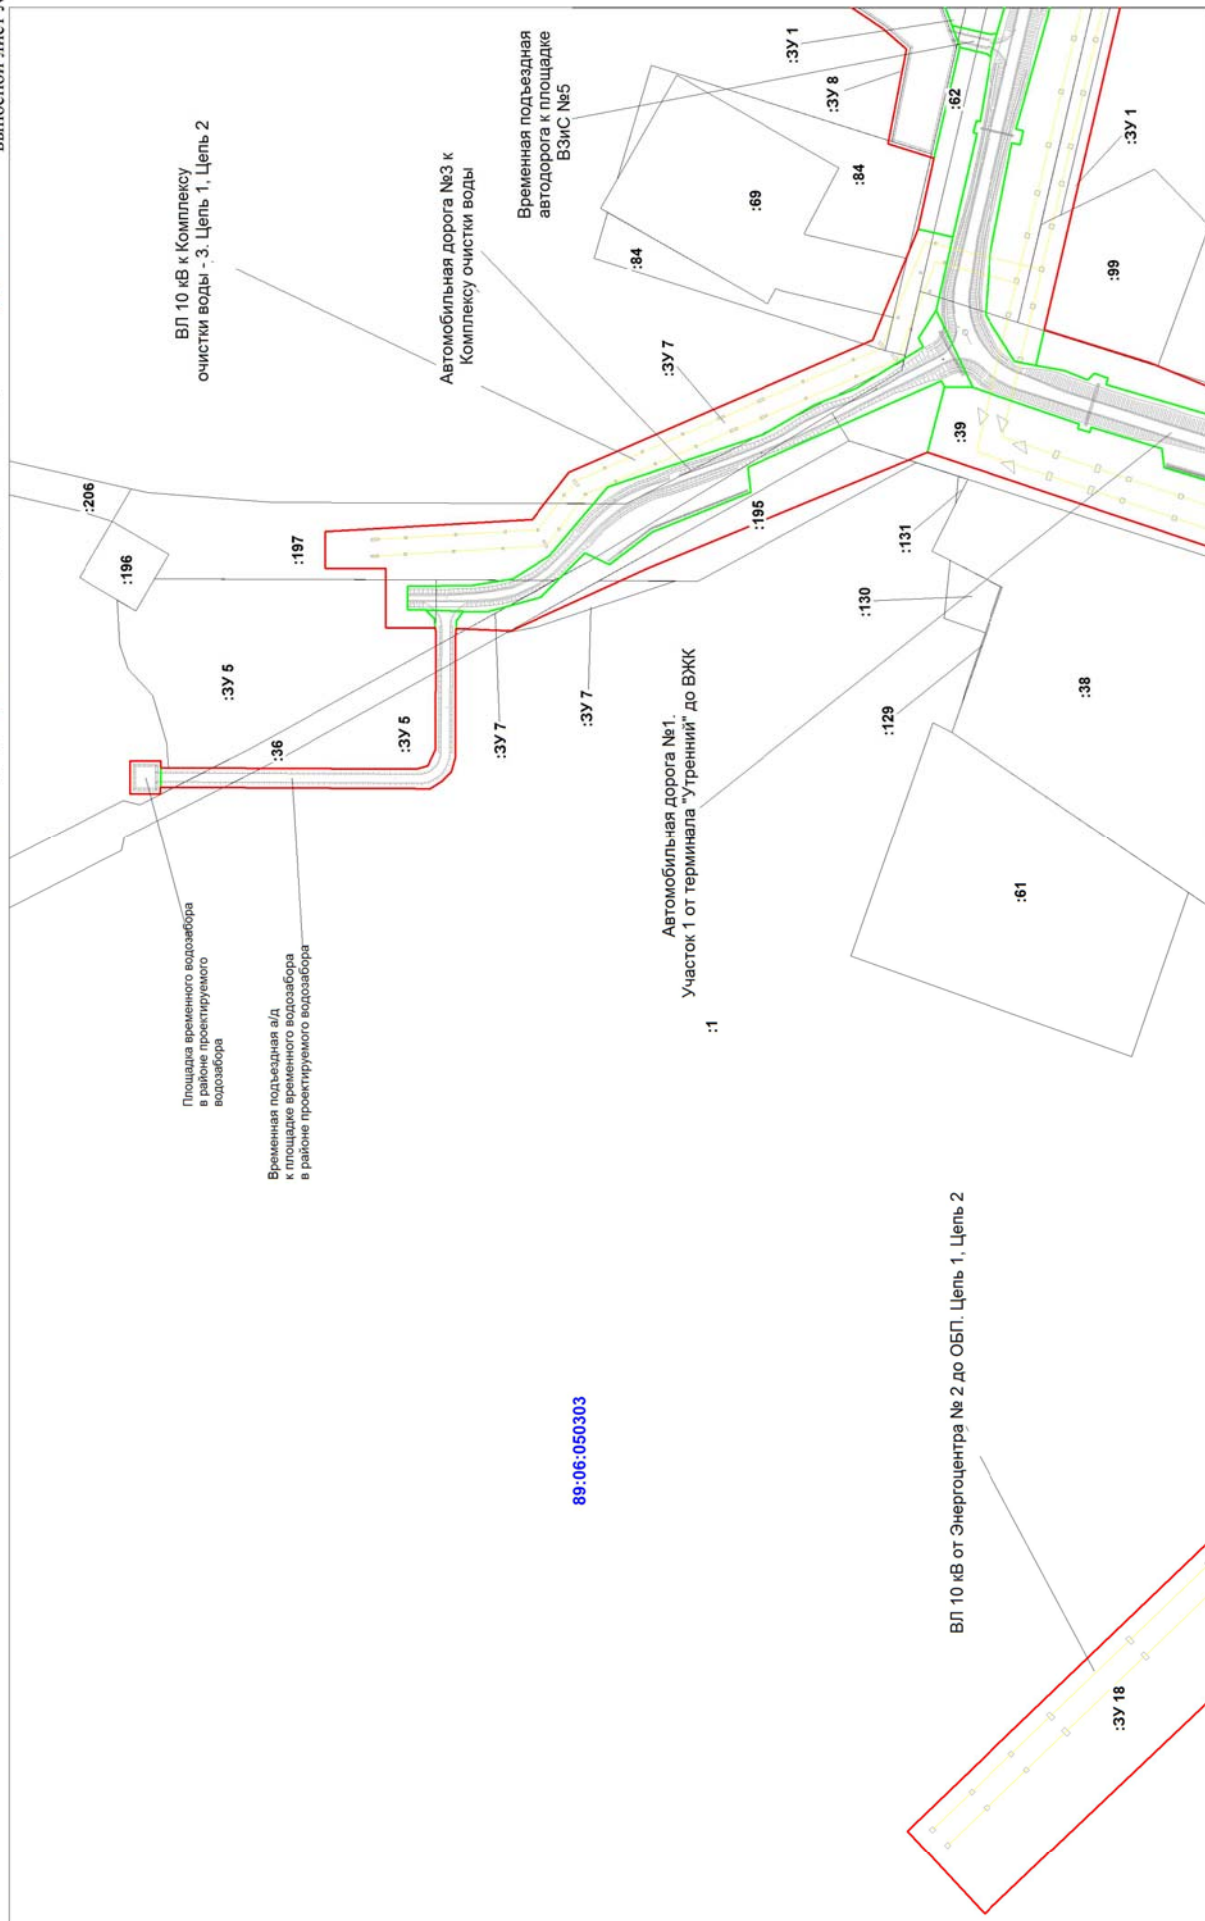 ВЛ 10 кВ к Комплексу
очистки воды - 3. Цепь 1, Цепь 2
Автомобильная дорога №3 к
Комплексу очистки воды
Временная подъездная
автодорога к площадке
ВЗиС №5
:ЗУ 1
:ЗУ 8
:62
:ЗУ 1
:84
:69
:84
:99
:ЗУ 7
:39
:206
:196
:197
:195
:131
:130
:129
:38
:ЗУ 5
:36
:ЗУ 5
:ЗУ 7
:ЗУ 7
Автомобильная дорога №1.
Участок 1 от терминала "Утренний" до ВЖК
:61
:1
Площадка временного водозабора
в районе проектируемого
водозабора
Временная подъездная а/д
к площадке временного водозабора
в районе проектируемого водозабора
89:06:050303
ВЛ 10 кВ от Энергоцентра № 2 до ОБП. Цепь 1, Цепь 2
:ЗУ 18